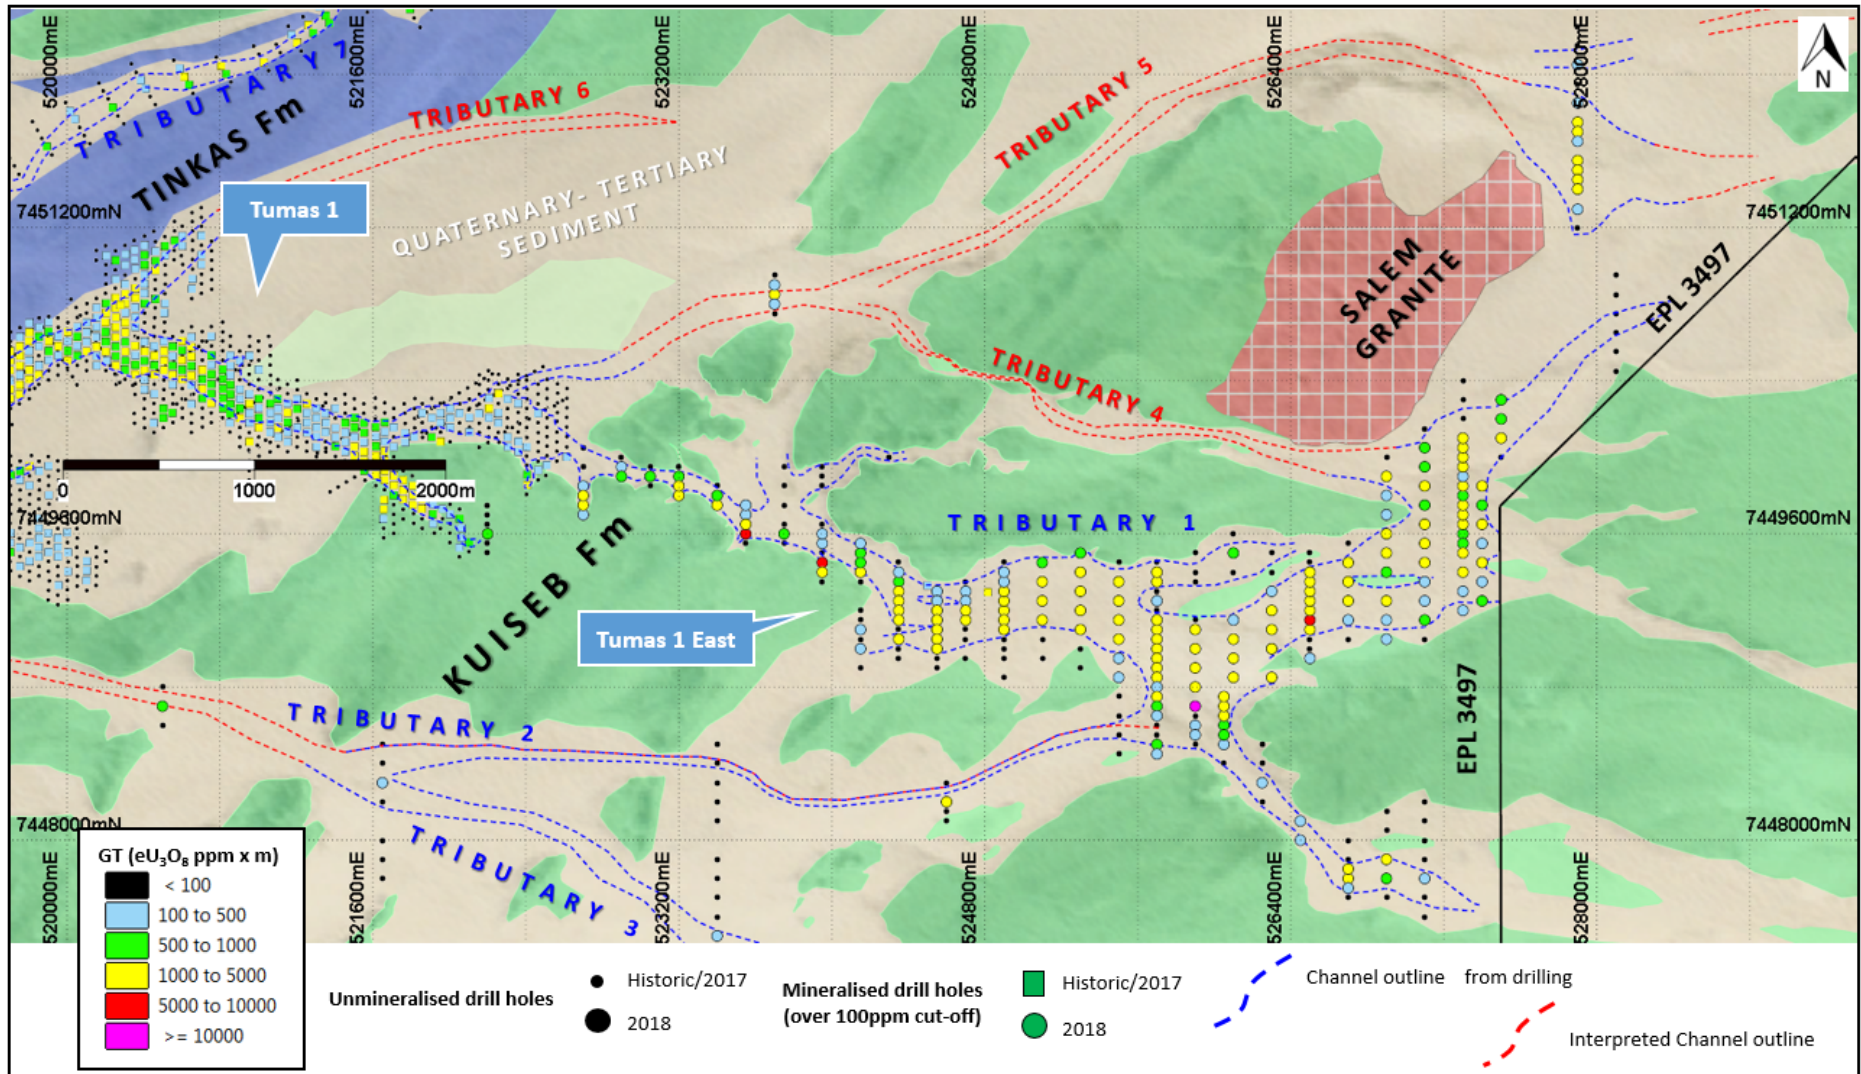 520000mE
521600mE
523200mE
524800mE
526400mE
528000mE
N
TRIBUTARY 7
TINKAS Fm
TRIBUTARY 6
TRIBUTARY 5
QUATERNARY- TERTIARY
SEDIMENT
7451200mN
7451200mN
Tumas 1
SALEM
GRANITE
EPL 3497
TRIBUTARY 4
0
1000
2000m
7449600mN
7449600mN
TRIBUTARY 1
KUISEB Fm
Tumas 1 East
EPL 3497
TRIBUTARY 2
7448000mN
7448000mN
TRIBUTARY 3
520000mE
521600mE
523200mE
524800mE
526400mE
528000mE
GT (eU₃O₈ ppm x m)
< 100
100 to 500
500 to 1000
1000 to 5000
5000 to 10000
>= 10000
Unmineralised drill holes
Historic/2017
2018
Mineralised drill holes
(over 100ppm cut-off)
Historic/2017
2018
Channel outline from drilling
Interpreted Channel outline